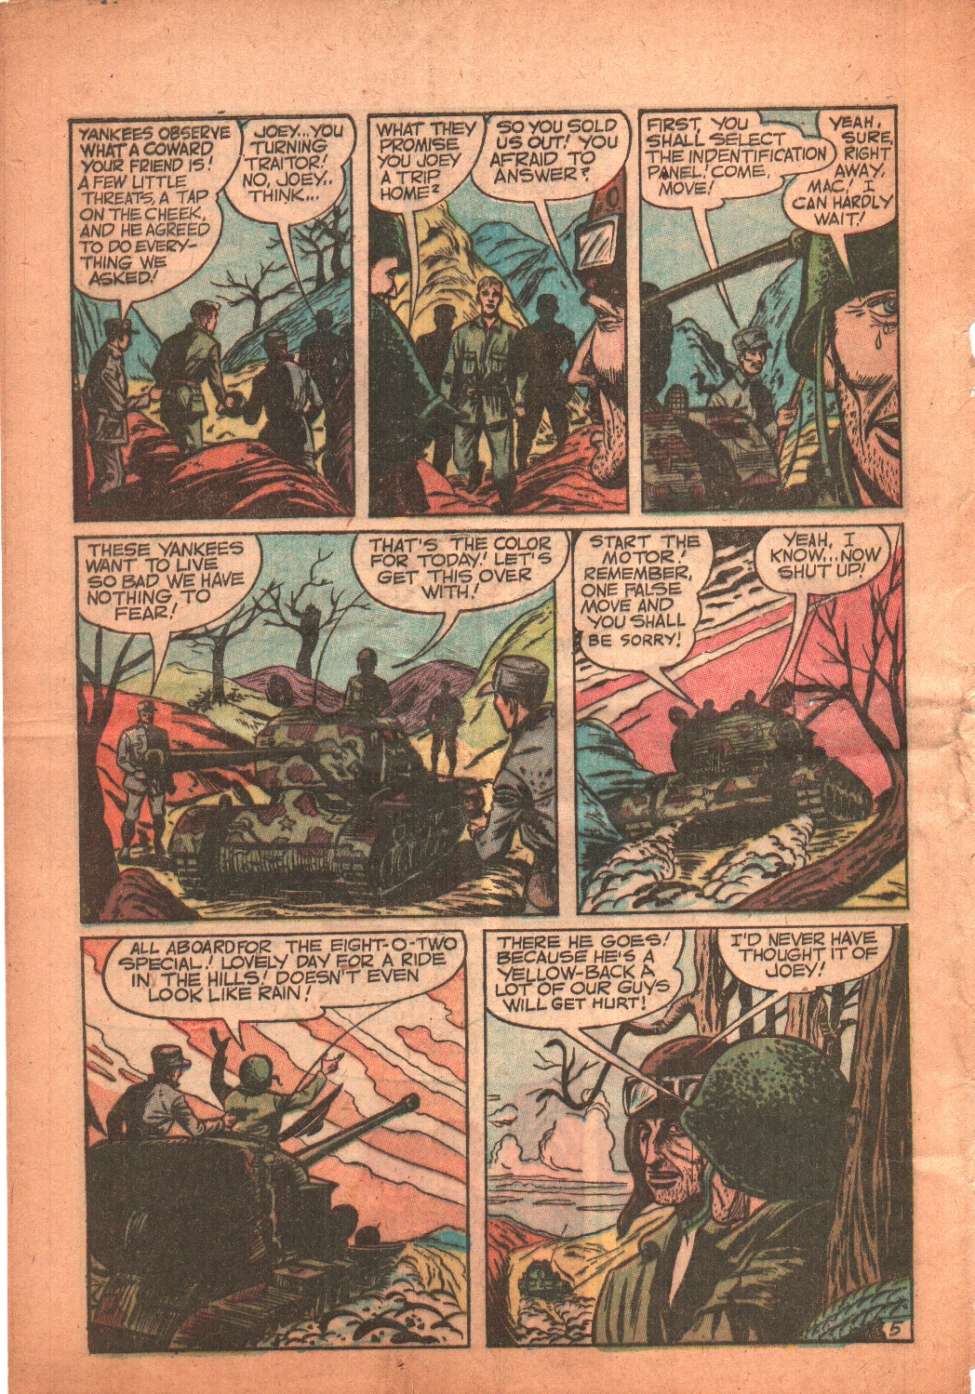 YANKEES OBSERVE
WHAT A COWARD
YOUR FRIEND IS!
A FEW LITTLE
THREATS, A TAP
ON THE CHEEK,
AND HE AGREED
TO DO EVERY-
THING WE
ASKED!
JOEY...YOU
TURNING
TRAITOR!
NO, JOEY..
THINK...
WHAT THEY
PROMISE
YOU JOEY
A TRIP
HOME?
SO YOU SOLD
US OUT! YOU
AFRAID TO
ANSWER?
FIRST, YOU
SHALL SELECT
THE INDENTIFICATION
PANEL! COME,
MOVE!
YEAH,
SURE,
RIGHT
AWAY,
MAC! I
CAN HARDLY
WAIT!
THESE YANKEES
WANT TO LIVE
SO BAD WE HAVE
NOTHING TO
FEAR!
THAT'S THE COLOR
FOR TODAY! LET'S
GET THIS OVER
WITH!
START THE
MOTOR!
REMEMBER,
ONE FALSE
MOVE AND
YOU SHALL
BE SORRY!
YEAH, I
KNOW...NOW
SHUT UP!
ALL ABOARD FOR THE EIGHT-O-TWO
SPECIAL! LOVELY DAY FOR A RIDE
IN THE HILLS! DOESN'T EVEN
LOOK LIKE RAIN!
THERE HE GOES!
BECAUSE HE'S A
YELLOW-BACK A
LOT OF OUR GUYS
WILL GET HURT!
I'D NEVER HAVE
THOUGHT IT OF
JOEY!
5